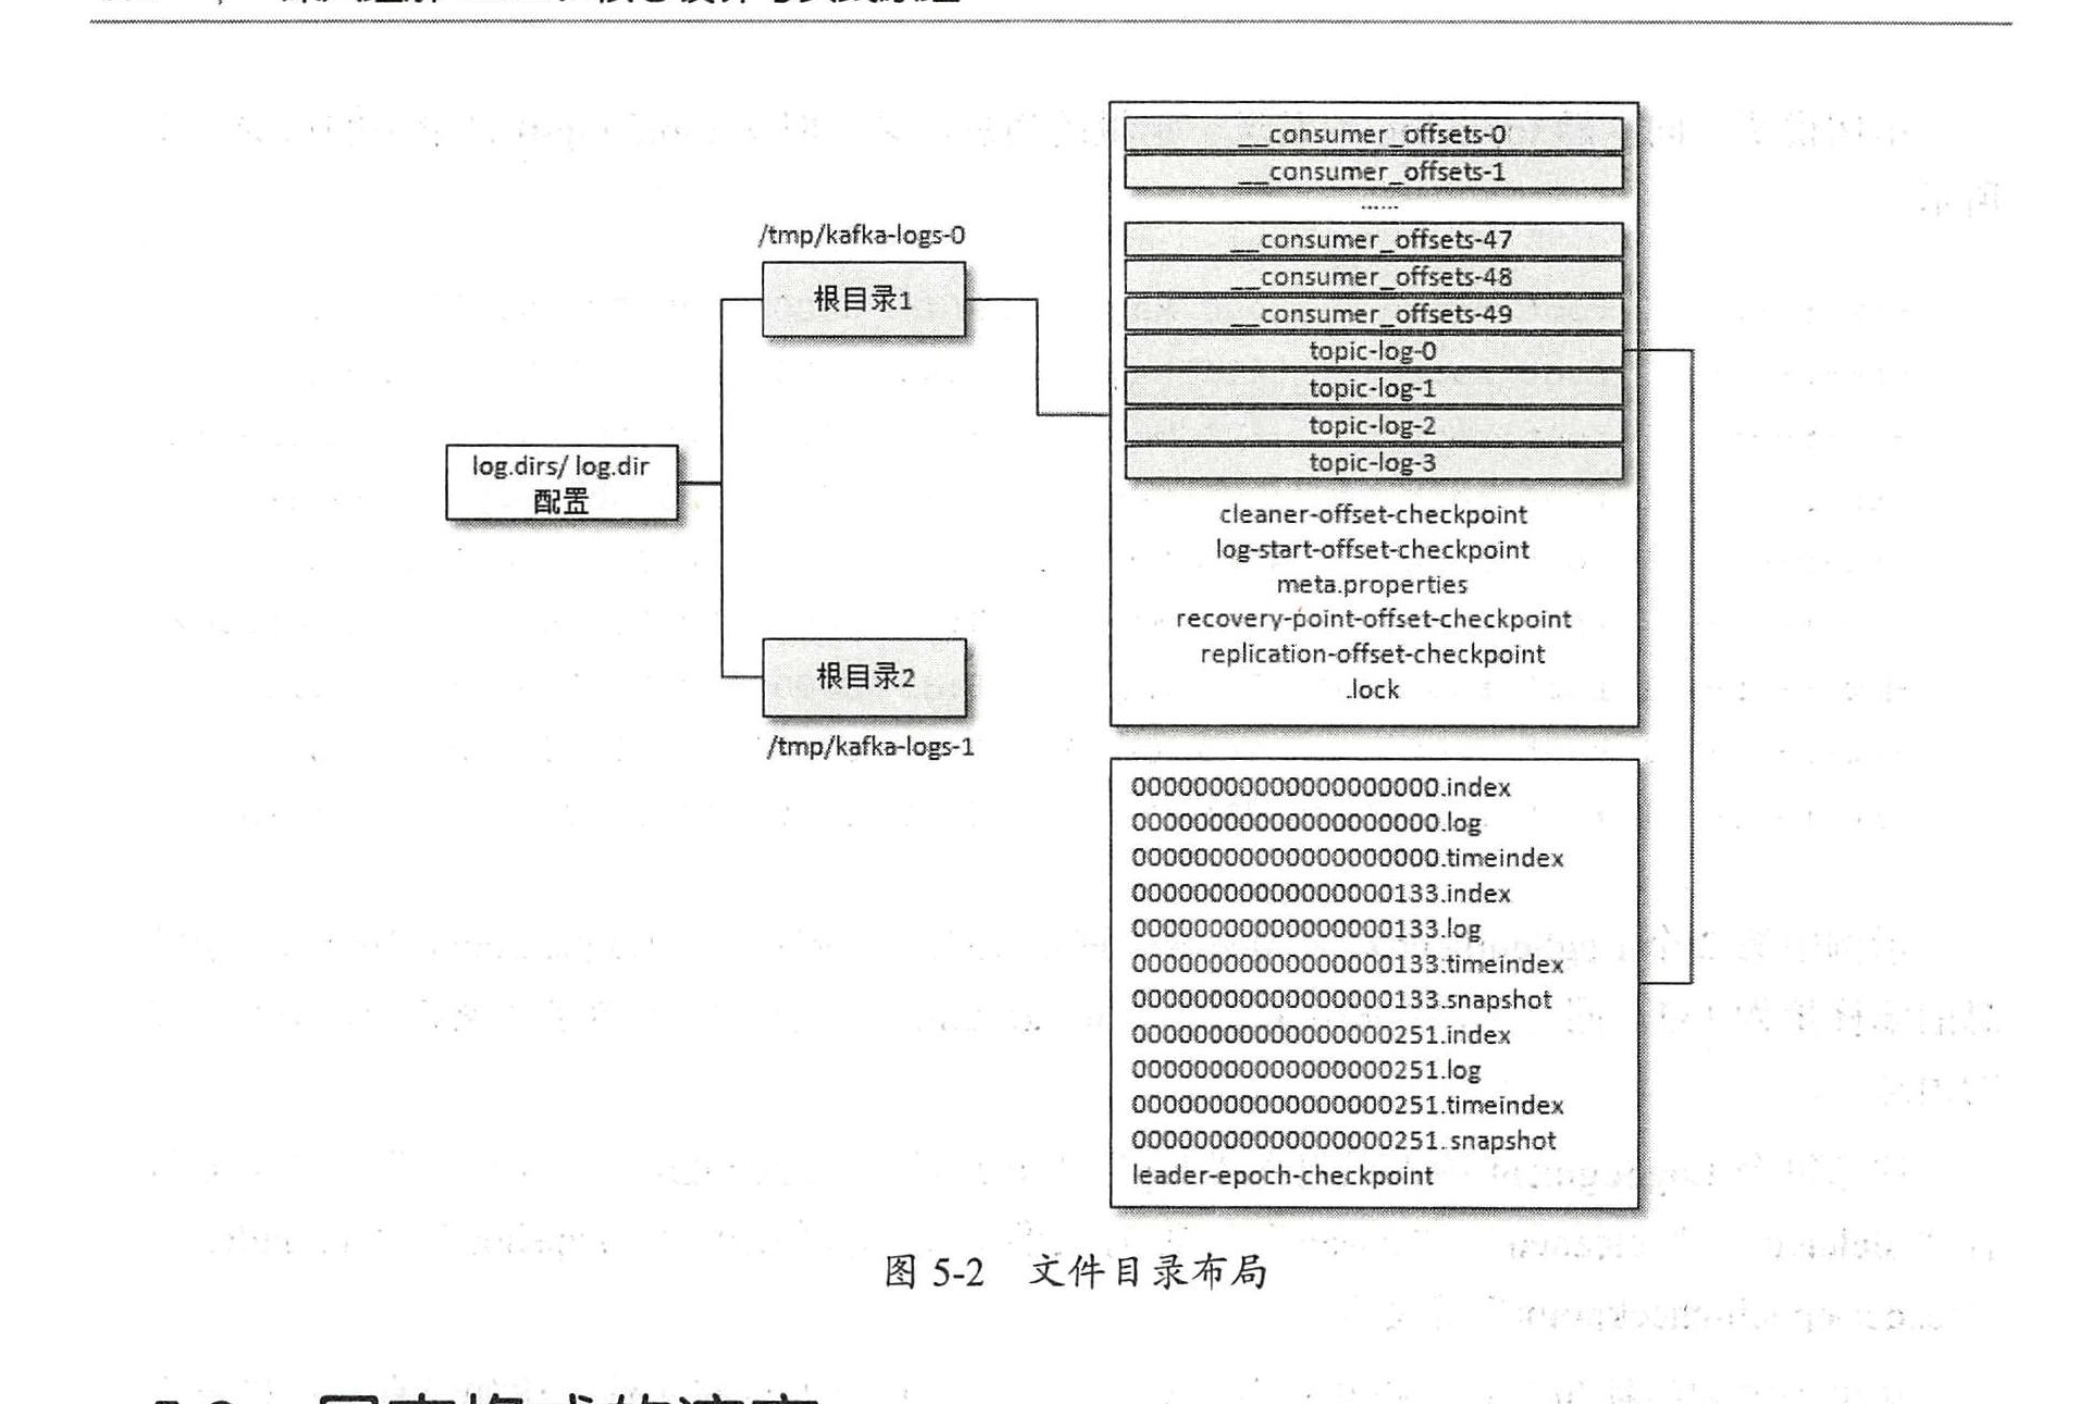 log.dirs/ log.dir
配置
/tmp/kafka-logs-0
根目录1
根目录2
/tmp/kafka-logs-1
__consumer_offsets-0
__consumer_offsets-1
......
__consumer_offsets-47
__consumer_offsets-48
__consumer_offsets-49
topic-log-0
topic-log-1
topic-log-2
topic-log-3
cleaner-offset-checkpoint
log-start-offset-checkpoint
meta.properties
recovery-point-offset-checkpoint
replication-offset-checkpoint
.lock
00000000000000000000.index
00000000000000000000.log
00000000000000000000.timeindex
00000000000000000133.index
00000000000000000133.log
00000000000000000133.timeindex
00000000000000000133.snapshot
00000000000000000251.index
00000000000000000251.log
00000000000000000251.timeindex
00000000000000000251.snapshot
leader-epoch-checkpoint
图 5-2 文件目录布局